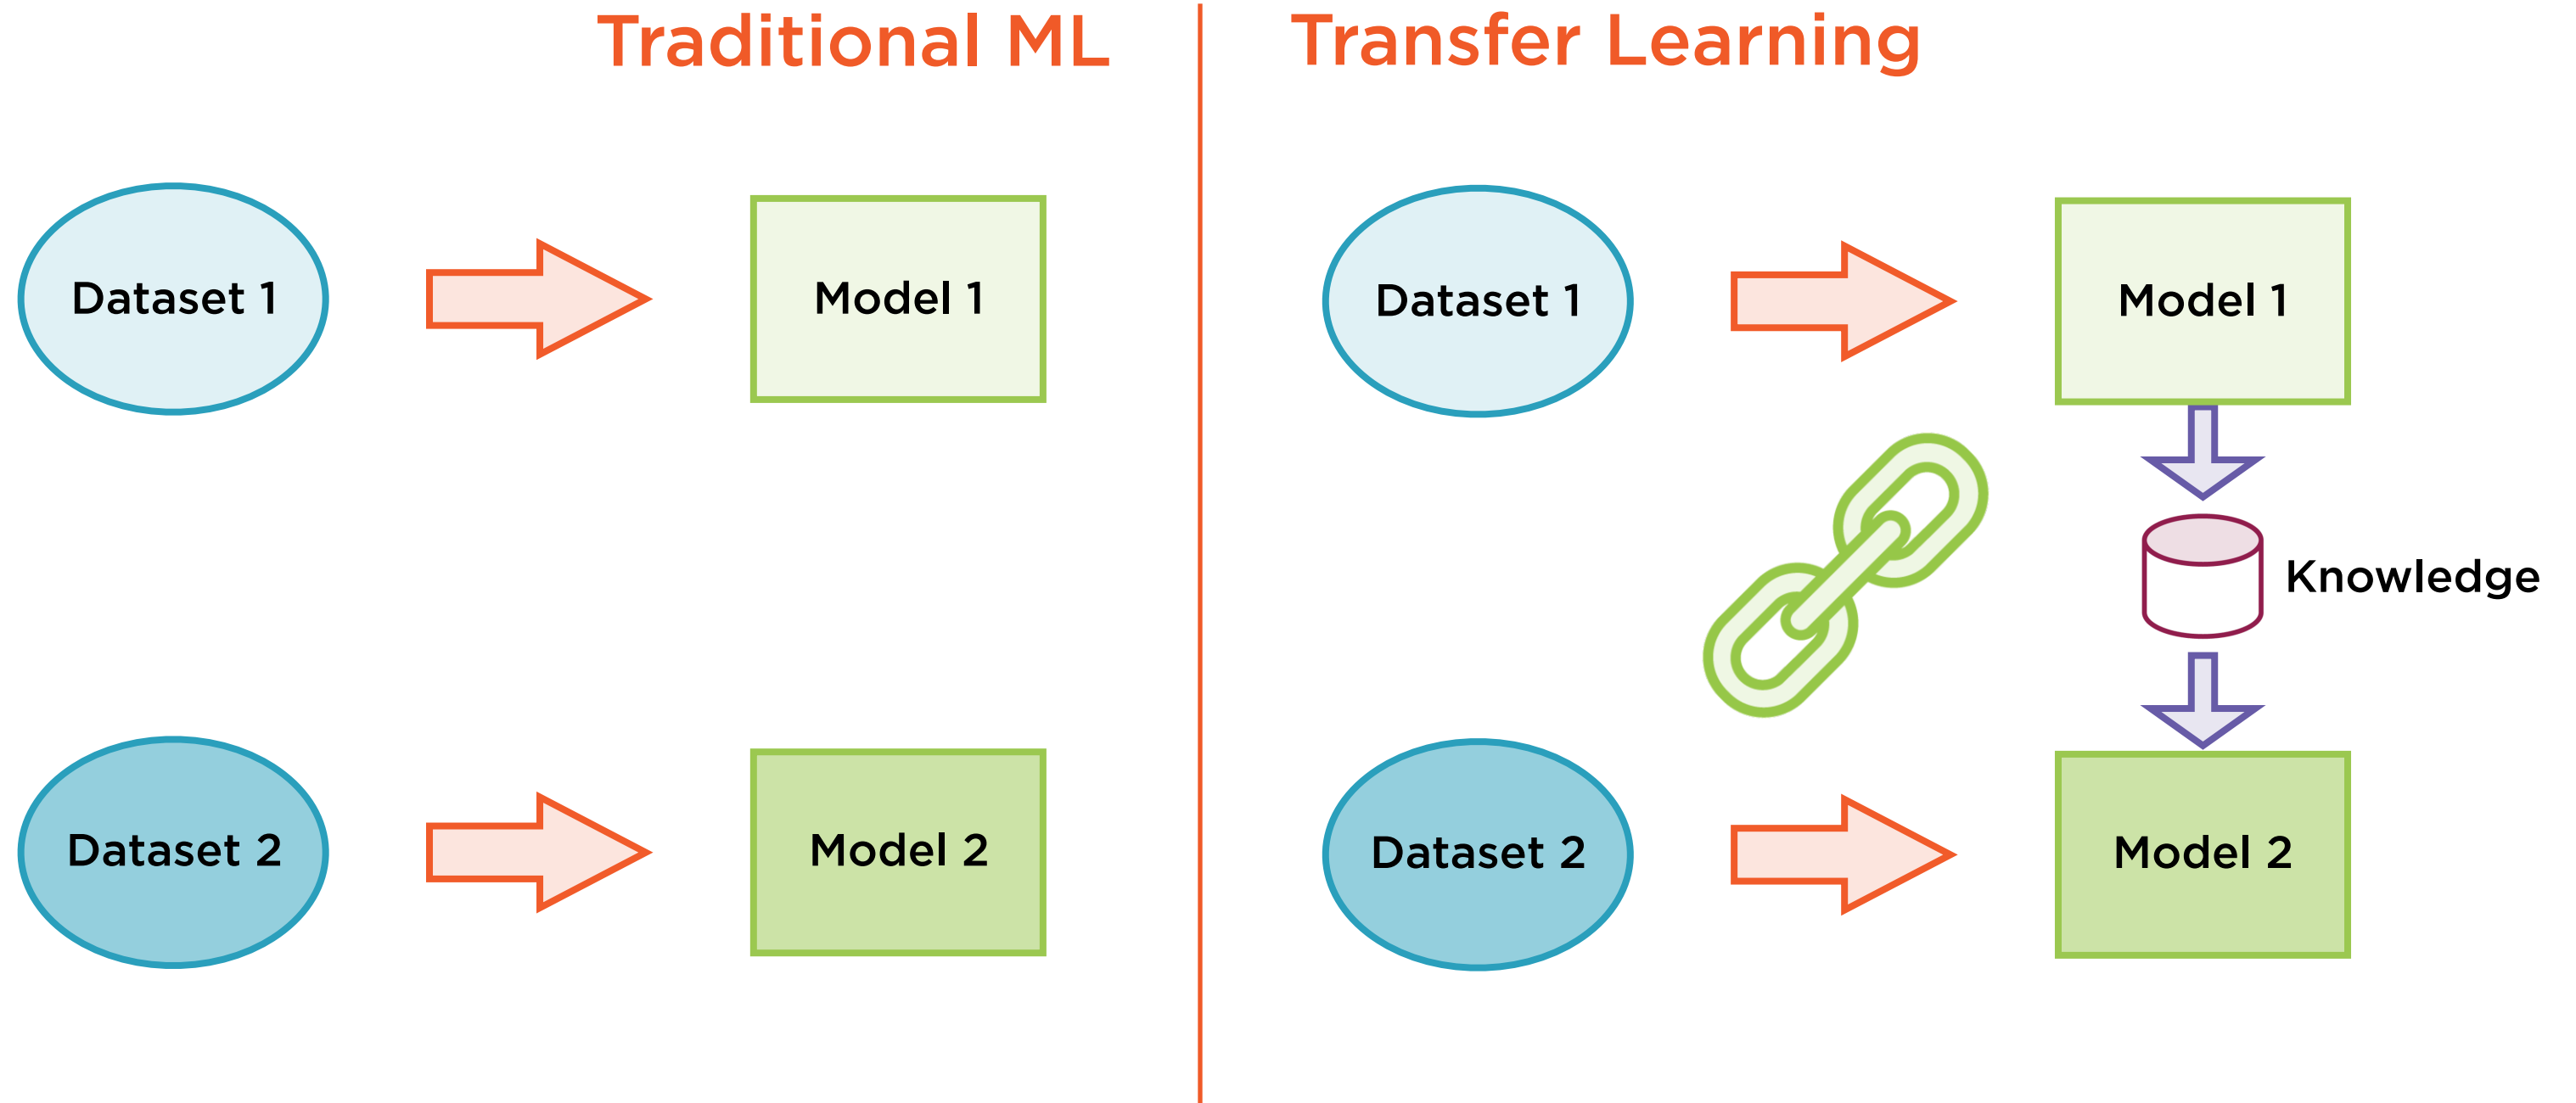 Traditional ML
Dataset 1
Model 1
Dataset 2
Model 2
Transfer Learning
Dataset 1
Model 1
Knowledge
Dataset 2
Model 2